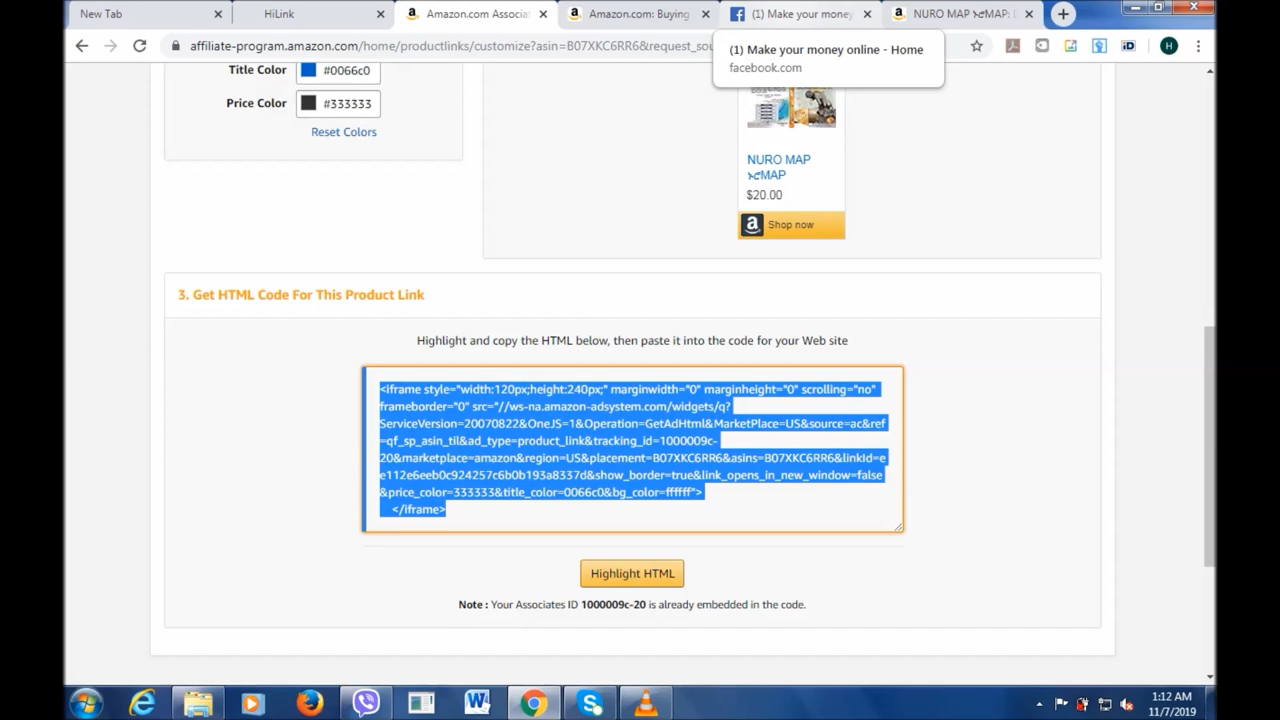 New Tab
HiLink
Amazon.com Associa
Amazon.com: Buying
(1) Make your money
NURO MAP ⪤MAP:
affiliate-program.amazon.com/home/productlinks/customize?asin=B07XKC6RR6&request_sou
iD
H
(1) Make your money online - Home
facebook.com
Title Color
#0066c0
Price Color
#333333
Reset Colors
NURO MAP
⪤MAP
$20.00
a Shop now
3. Get HTML Code For This Product Link
Highlight and copy the HTML below, then paste it into the code for your Web site
<iframe style="width:120px;height:240px;" marginwidth="0" marginheight="0" scrolling="no"
frameborder="0" src="//ws-na.amazon-adsystem.com/widgets/q?
ServiceVersion=20070822&OneJS=1&Operation=GetAdHtml&MarketPlace=US&source=ac&ref
=qf_sp_asin_til&ad_type=product_link&tracking_id=1000009c-
20&marketplace=amazon&region=US&placement=B07XKC6RR6&asins=B07XKC6RR6&linkId=e
e112e6eeb0c924257c6b0b193a8337d&show_border=true&link_opens_in_new_window=false
&price_color=333333&title_color=0066c0&bg_color=ffffff">
</iframe>
Highlight HTML
Note : Your Associates ID 1000009c-20 is already embedded in the code.
1:12 AM
11/7/2019